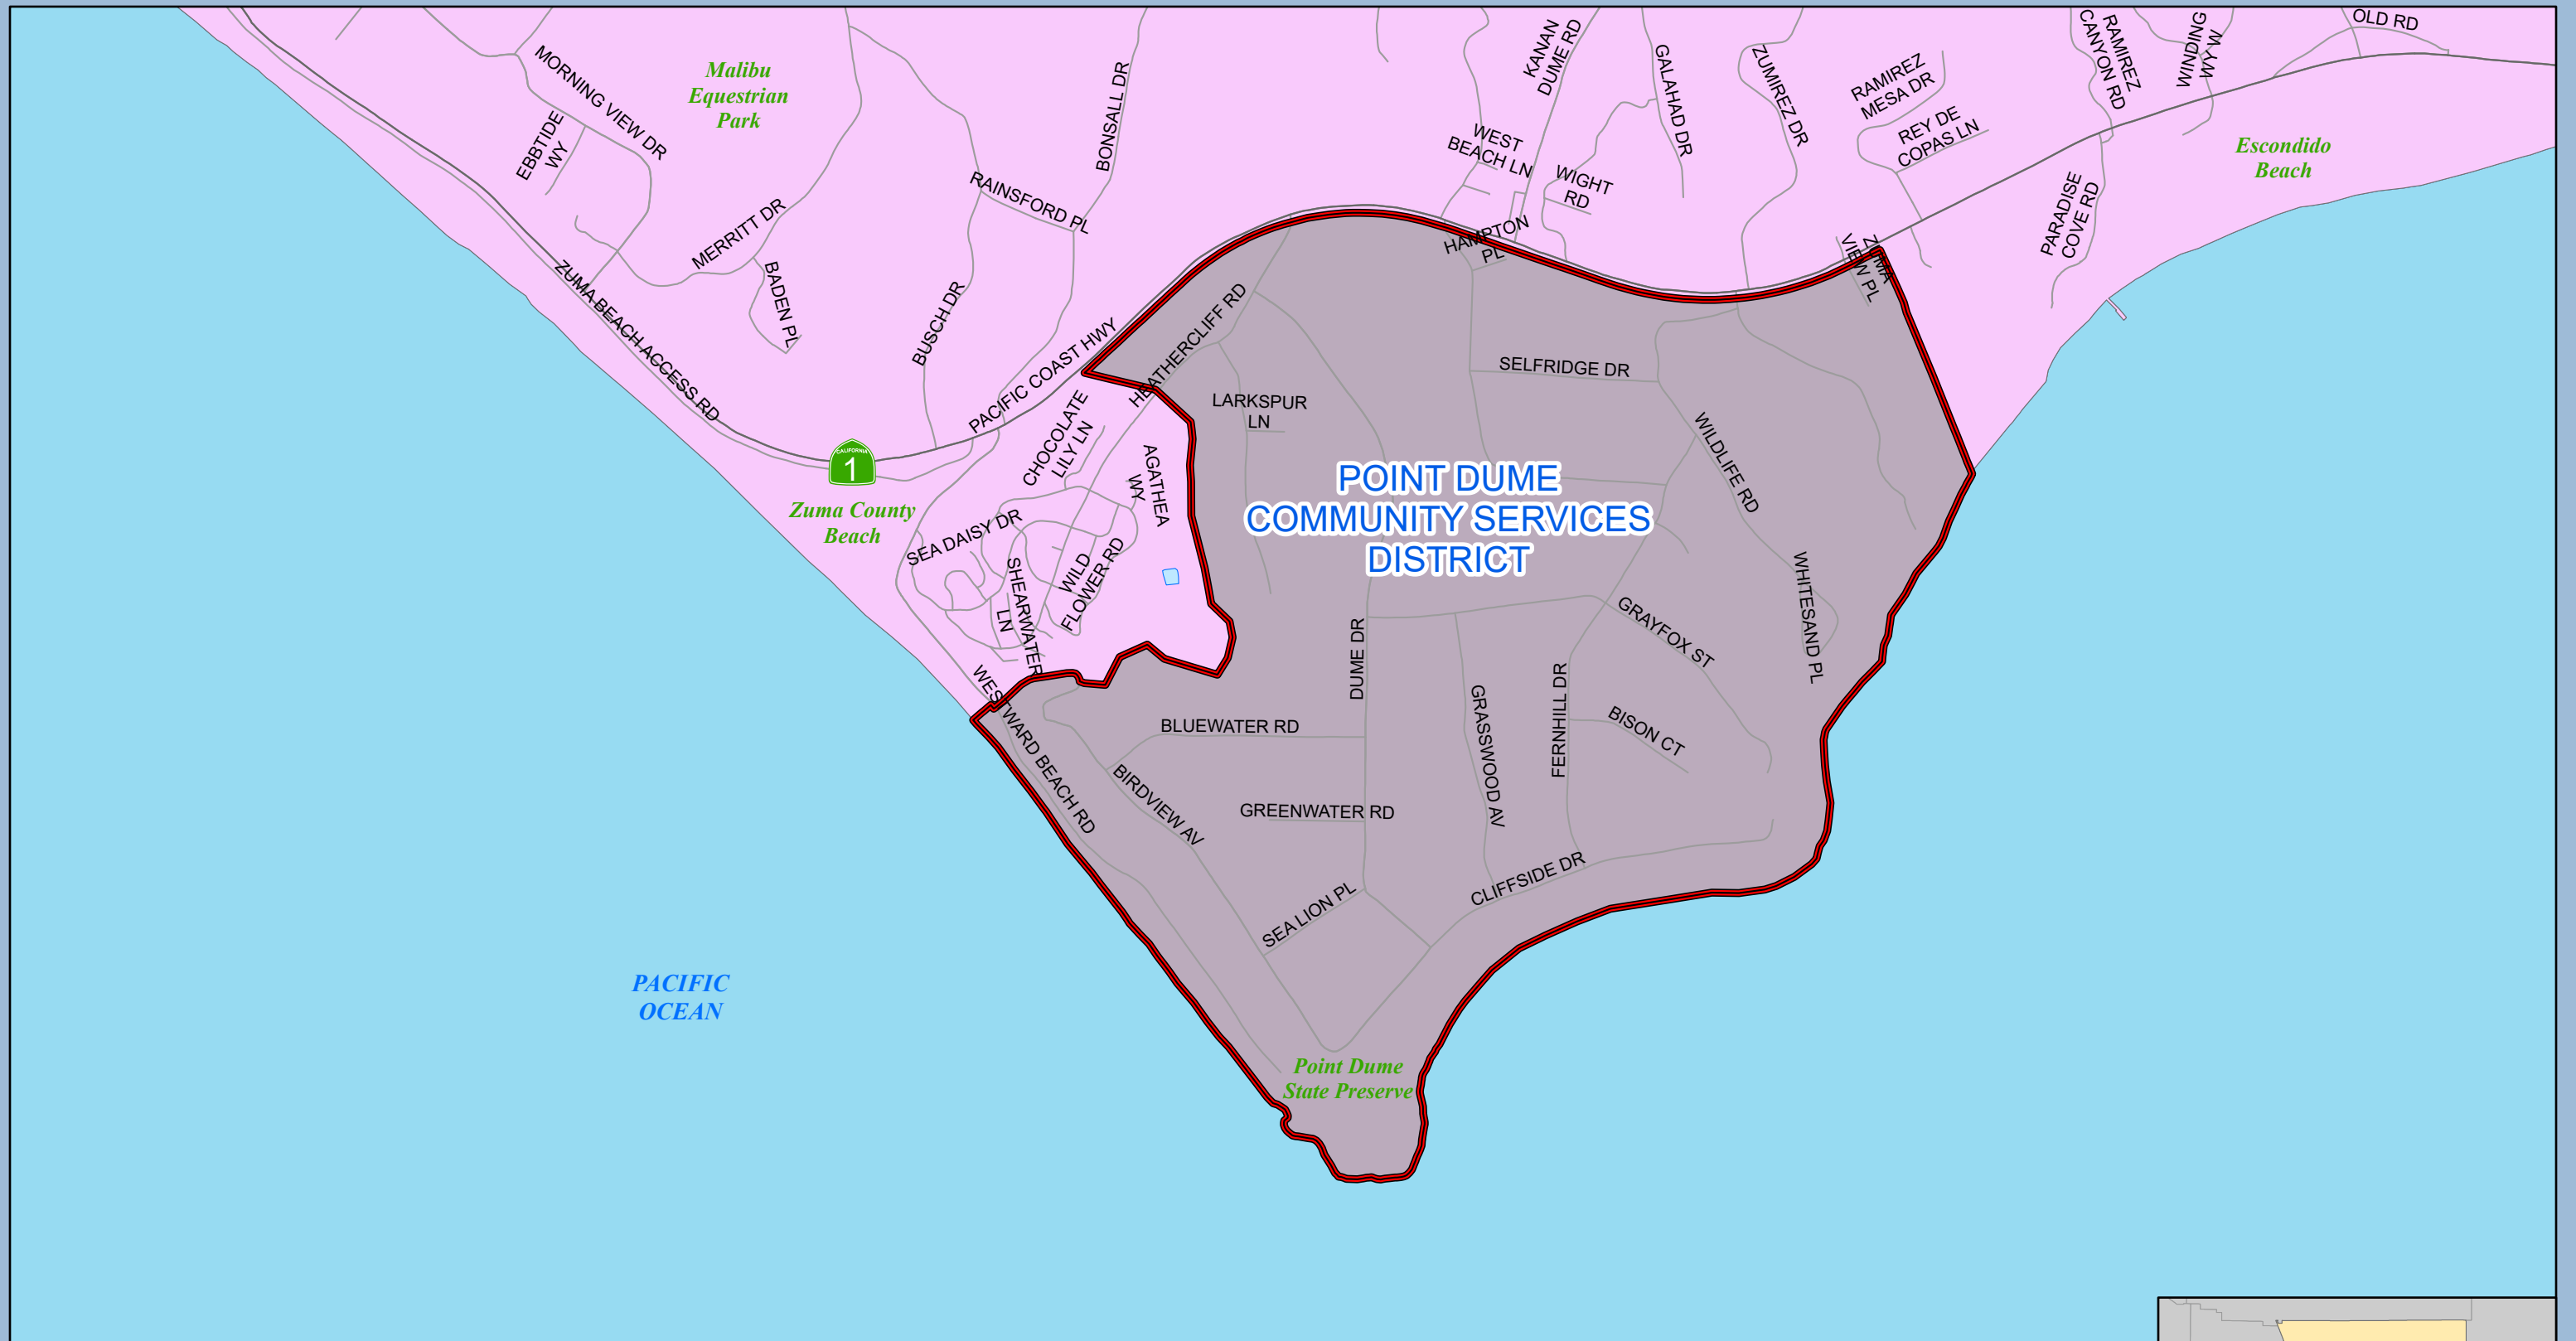 OLD RD
WINDING
WY W
RAMIREZ
CANYON RD
KANAN
DUME RD
GALAHAD DR
ZUMIREZ DR
RAMIREZ
MESA DR
REY DE
COPAS LN
MORNING VIEW DR
Malibu
Equestrian
Park
BONSALL DR
EBBTIDE
WY
WEST
BEACH LN
WIGHT
RD
Escondido
Beach
RAINSFORD PL
MERRITT DR
PARADISE
COVE RD
HAMPTON
PL
ZUMA
VIEW PL
ZUMA BEACH ACCESS RD
BADEN PL
BUSCH DR
PACIFIC COAST HWY
HEATHERCLIFF RD
SELFRIDGE DR
LARKSPUR
LN
CHOCOLATE
LILY LN
AGATHEA
WY
WILDLIFE RD
CALIFORNIA
1
Zuma County
Beach
POINT DUME
COMMUNITY SERVICES
DISTRICT
SEA DAISY DR
SHEARWATER
LN
WILD
FLOWER RD
WHITESAND PL
GRAYFOX ST
DUME DR
GRASSWOOD AV
FERNHILL DR
BISON CT
WESTWARD BEACH RD
BLUEWATER RD
BIRDVIEW AV
GREENWATER RD
CLIFFSIDE DR
SEA LION PL
PACIFIC
OCEAN
Point Dume
State Preserve